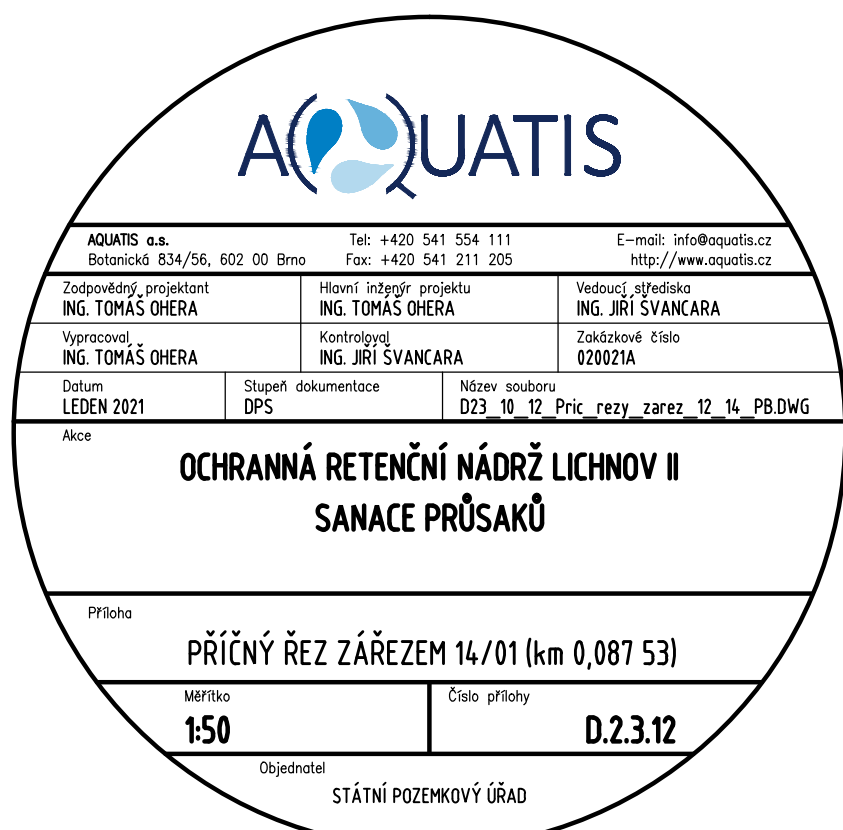 AQUATIS
AQUATIS a.s. Tel: +420 541 554 111 E-mail: info@aquatis.cz
Botanická 834/56, 602 00 Brno Fax: +420 541 211 205 http://www.aquatis.cz
Zodpovědný projektant Hlavní inženýr projektu Vedoucí střediska
ING. TOMÁŠ OHERA ING. TOMÁŠ OHERA ING. JIŘÍ ŠVANCARA
Vypracoval Kontroloval Zakázkové číslo
ING. TOMÁŠ OHERA ING. JIŘÍ ŠVANCARA 020021A
Datum Stupeň dokumentace Název souboru
LEDEN 2021 DPS D23_10_12_Pric_rezy_zarez_12_14_PB.DWG
Akce
OCHRANNÁ RETENČNÍ NÁDRŽ LICHNOV II
SANACE PRŮSAKŮ
Příloha
PŘÍČNÝ ŘEZ ZÁŘEZEM 14/01 (km 0,087 53)
Měřítko Číslo přílohy
1:50 D.2.3.12
Objednatel
STÁTNÍ POZEMKOVÝ ÚŘAD